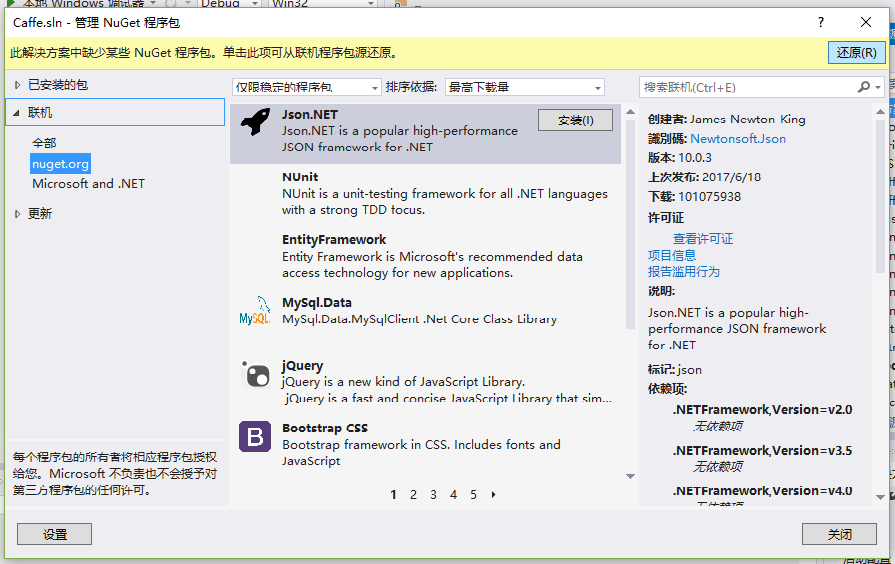 本地 Windows 调试器
Debug
Win32
Caffe.sln - 管理 NuGet 程序包
?
此解决方案中缺少某些 NuGet 程序包。单击此项可从联机程序包源还原。
还原(R)
已安装的包
联机
全部
nuget.org
Microsoft and .NET
更新
每个程序包的所有者将相应程序包授权
给您。Microsoft 不负责也不会授予对
第三方程序包的任何许可。
设置
仅限稳定的程序包
排序依据:
最高下载量
Json.NET
安装(I)
Json.NET is a popular high-performance
JSON framework for .NET
NUnit
NUnit is a unit-testing framework for all .NET languages
with a strong TDD focus.
EntityFramework
Entity Framework is Microsoft's recommended data
access technology for new applications.
MySQL
MySql.Data
MySql.Data.MySqlClient .Net Core Class Library
jQuery
jQuery is a new kind of JavaScript Library.
jQuery is a fast and concise JavaScript Library that sim...
B
Bootstrap CSS
Bootstrap framework in CSS. Includes fonts and
JavaScript
1 2 3 4 5
搜索联机(Ctrl+E)
创建者: James Newton-King
識別碼: Newtonsoft.Json
版本: 10.0.3
上次发布: 2017/6/18
下载: 101075938
许可证
查看许可证
项目信息
报告滥用行为
说明:
Json.NET is a popular high-
performance JSON framework
for .NET
标记: json
依赖项:
.NETFramework,Version=v2.0
无依赖项
.NETFramework,Version=v3.5
无依赖项
.NETFramework,Version=v4.0
无依赖项
关闭